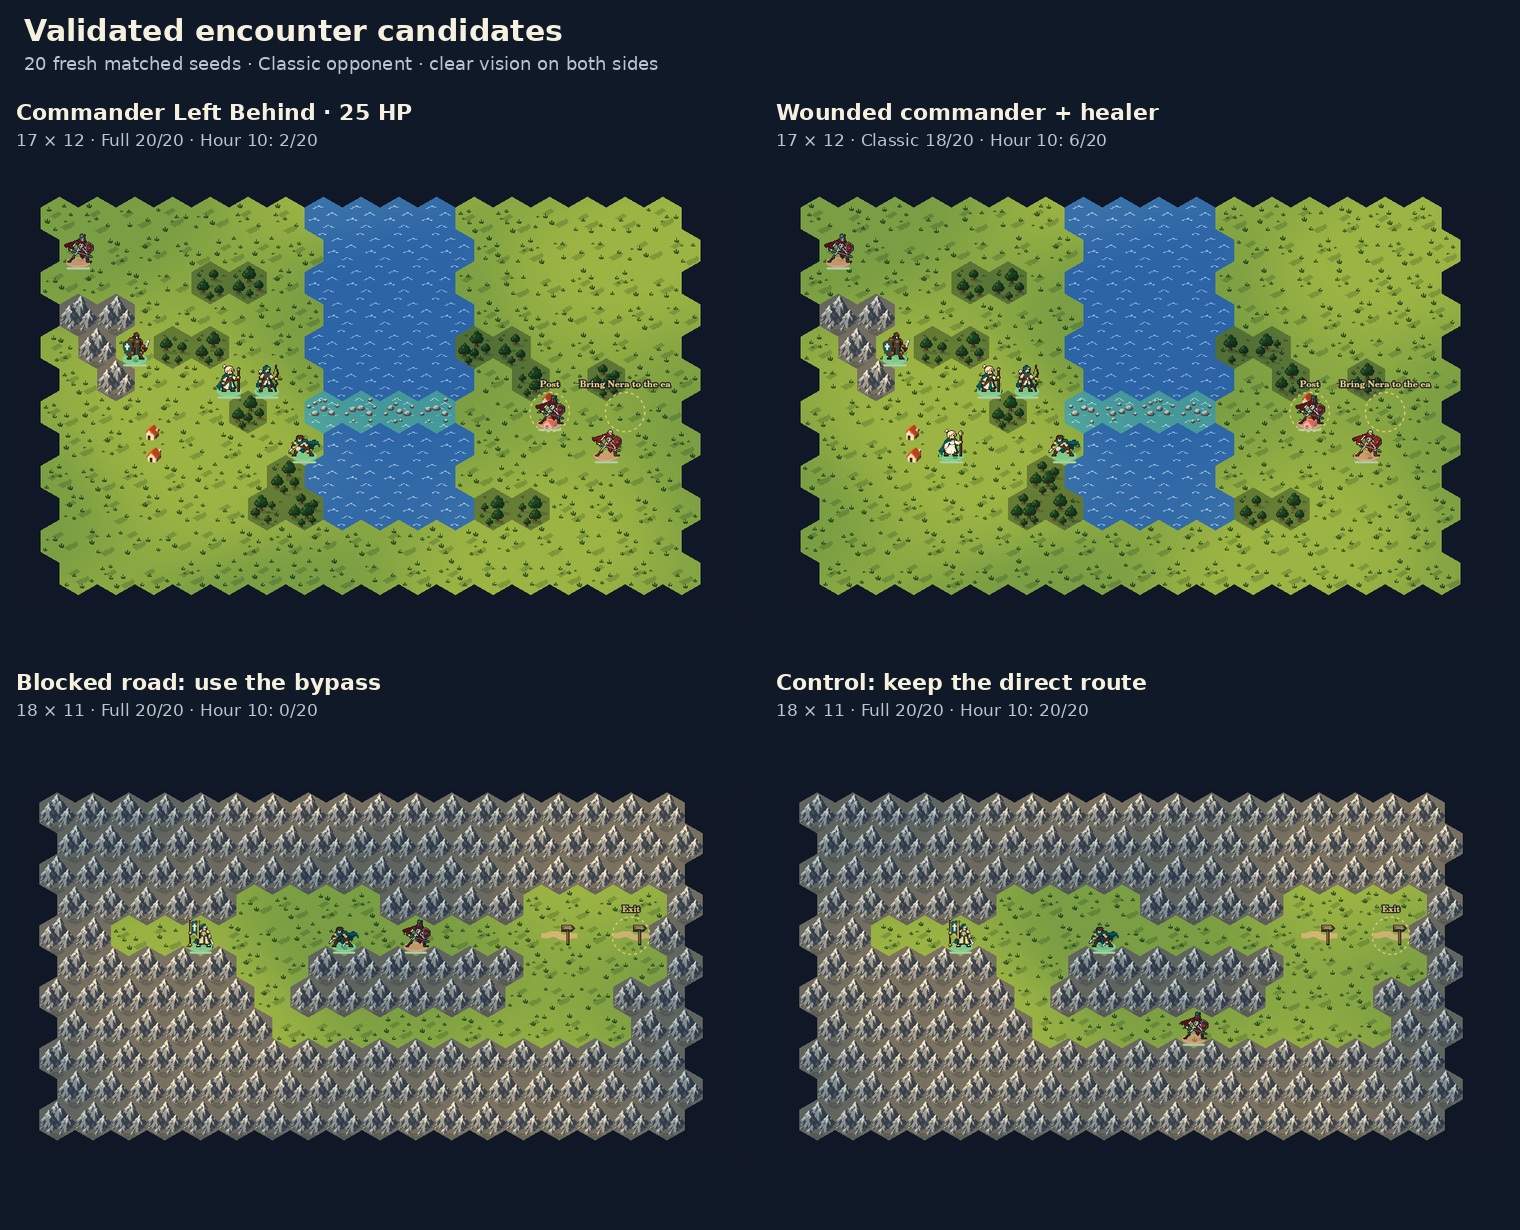 Validated encounter candidates
20 fresh matched seeds · Classic opponent · clear vision on both sides
Commander Left Behind · 25 HP
17 × 12 · Full 20/20 · Hour 10: 2/20
Post
Bring Nera to the ea
Wounded commander + healer
17 × 12 · Classic 18/20 · Hour 10: 6/20
Post
Bring Nera to the ea
Blocked road: use the bypass
18 × 11 · Full 20/20 · Hour 10: 0/20
Exit
Control: keep the direct route
18 × 11 · Full 20/20 · Hour 10: 20/20
Exit